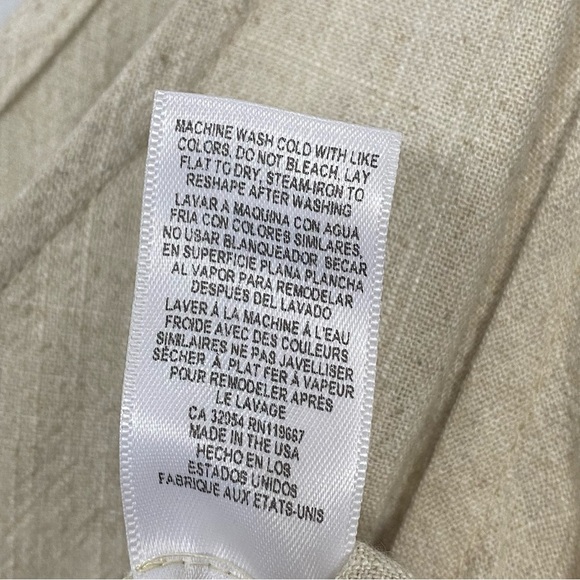 MACHINE WASH COLD WITH LIKE
COLORS, DO NOT BLEACH, LAY
FLAT TO DRY, STEAM-IRON TO
RESHAPE AFTER WASHING
LAVAR A MAQUINA CON AGUA
FRIA CON COLORES SIMILARES,
NO USAR BLANQUEADOR, SECAR
EN SUPERFICIE PLANA PLANCHA
AL VAPOR PARA REMODELAR
DESPUÉS DEL LAVADO
LAVER À LA MACHINE À L'EAU
FROIDE AVEC DES COULEURS
SIMILAIRES NE PAS JAVELLISER
SÉCHER À PLAT FER À VAPEUR
POUR REMODELER APRÈS
LE LAVAGE
CA 32054 RN119667
MADE IN THE USA
HECHO EN LOS
ESTADOS UNIDOS
FABRIQUE AUX ETATS-UNIS